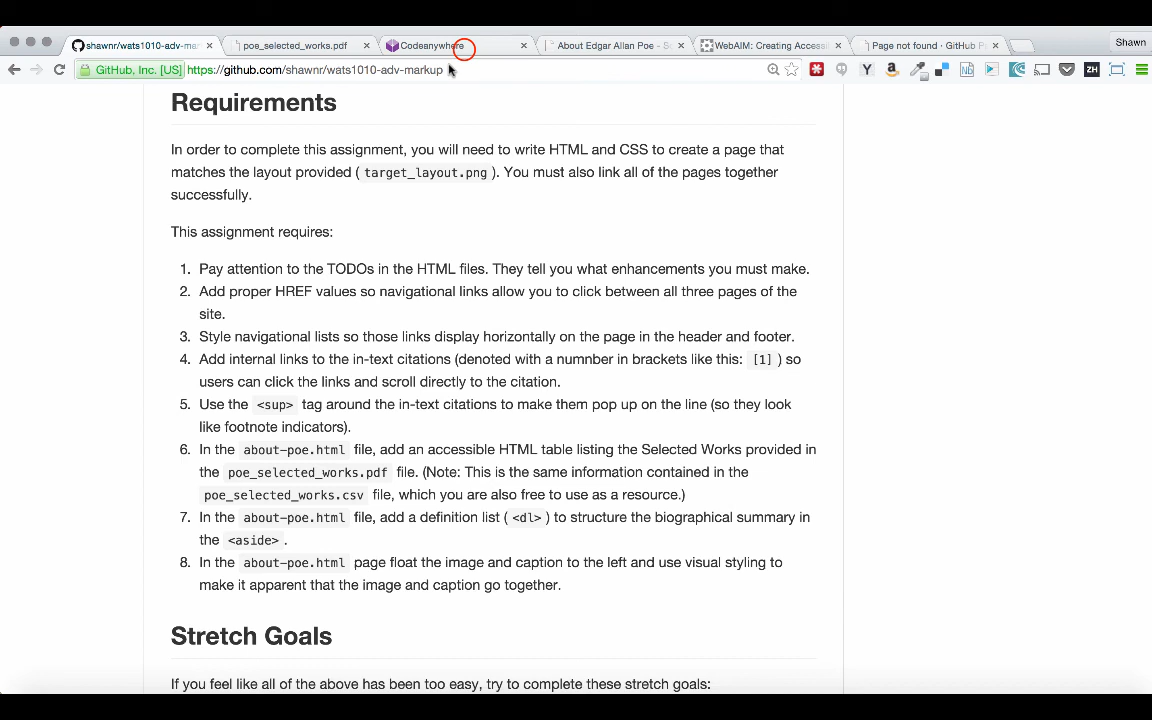 shawnr/wats1010-adv-mar
poe_selected_works.pdf
Codeanywhere
About Edgar Allan Poe - So
WebAIM: Creating Accessi
Page not found · GitHub P
Shawn
GitHub, Inc. [US] https://github.com/shawnr/wats1010-adv-markup
Requirements
In order to complete this assignment, you will need to write HTML and CSS to create a page that
matches the layout provided ( target_layout.png ). You must also link all of the pages together
successfully.
This assignment requires:
1. Pay attention to the TODOs in the HTML files. They tell you what enhancements you must make.
2. Add proper HREF values so navigational links allow you to click between all three pages of the
site.
3. Style navigational lists so those links display horizontally on the page in the header and footer.
4. Add internal links to the in-text citations (denoted with a numnber in brackets like this: [1] ) so
users can click the links and scroll directly to the citation.
5. Use the <sup> tag around the in-text citations to make them pop up on the line (so they look
like footnote indicators).
6. In the about-poe.html file, add an accessible HTML table listing the Selected Works provided in
the poe_selected_works.pdf file. (Note: This is the same information contained in the
poe_selected_works.csv file, which you are also free to use as a resource.)
7. In the about-poe.html file, add a definition list ( <dl> ) to structure the biographical summary in
the <aside> .
8. In the about-poe.html page float the image and caption to the left and use visual styling to
make it apparent that the image and caption go together.
Stretch Goals
If you feel like all of the above has been too easy, try to complete these stretch goals: